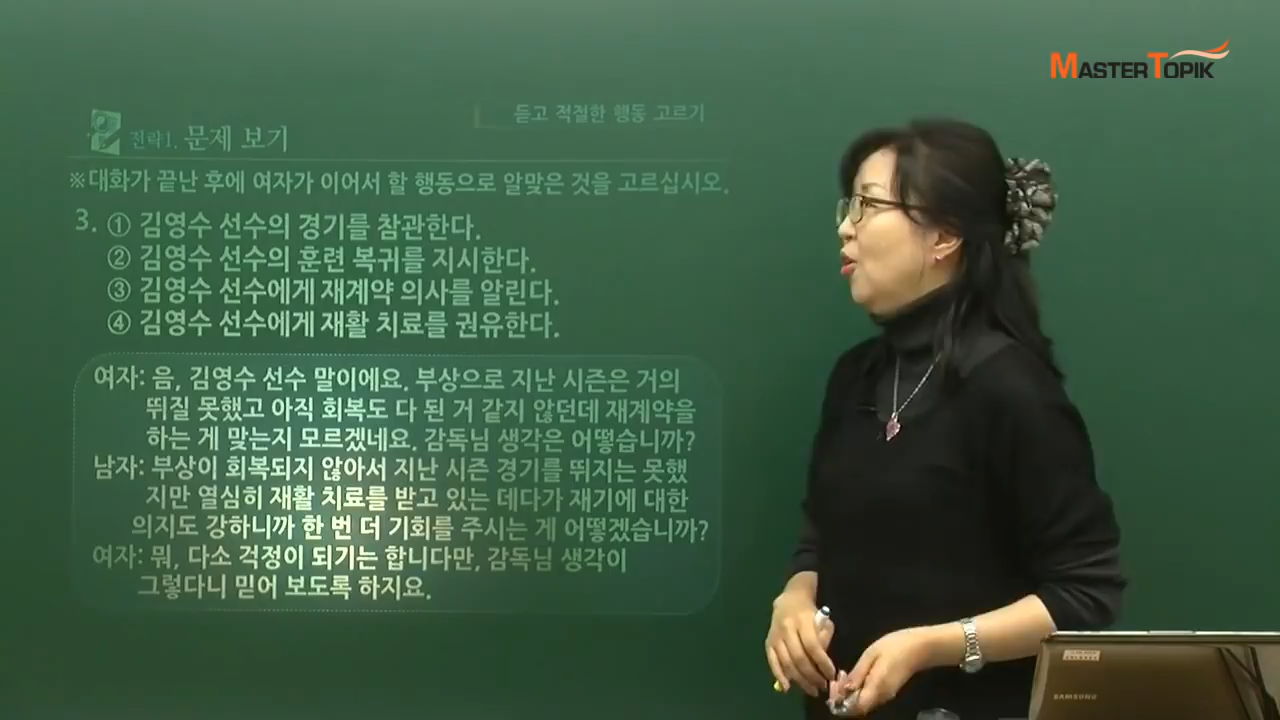 MASTER TOPIK
듣고 적절한 행동 고르기
전략1. 문제 보기
※대화가 끝난 후에 여자가 이어서 할 행동으로 알맞은 것을 고르십시오.
3. ① 김영수 선수의 경기를 참관한다.
② 김영수 선수의 훈련 복귀를 지시한다.
③ 김영수 선수에게 재계약 의사를 알린다.
④ 김영수 선수에게 재활 치료를 권유한다.
여자: 음, 김영수 선수 말이에요. 부상으로 지난 시즌은 거의
뛰질 못했고 아직 회복도 다 된 거 같지 않던데 재계약을
하는 게 맞는지 모르겠네요. 감독님 생각은 어떻습니까?
남자: 부상이 회복되지 않아서 지난 시즌 경기를 뛰지는 못했
지만 열심히 재활 치료를 받고 있는 데다가 재기에 대한
의지도 강하니까 한 번 더 기회를 주시는 게 어떻겠습니까?
여자: 뭐, 다소 걱정이 되기는 합니다만, 감독님 생각이
그렇다니 믿어 보도록 하지요.
SAMSUNG